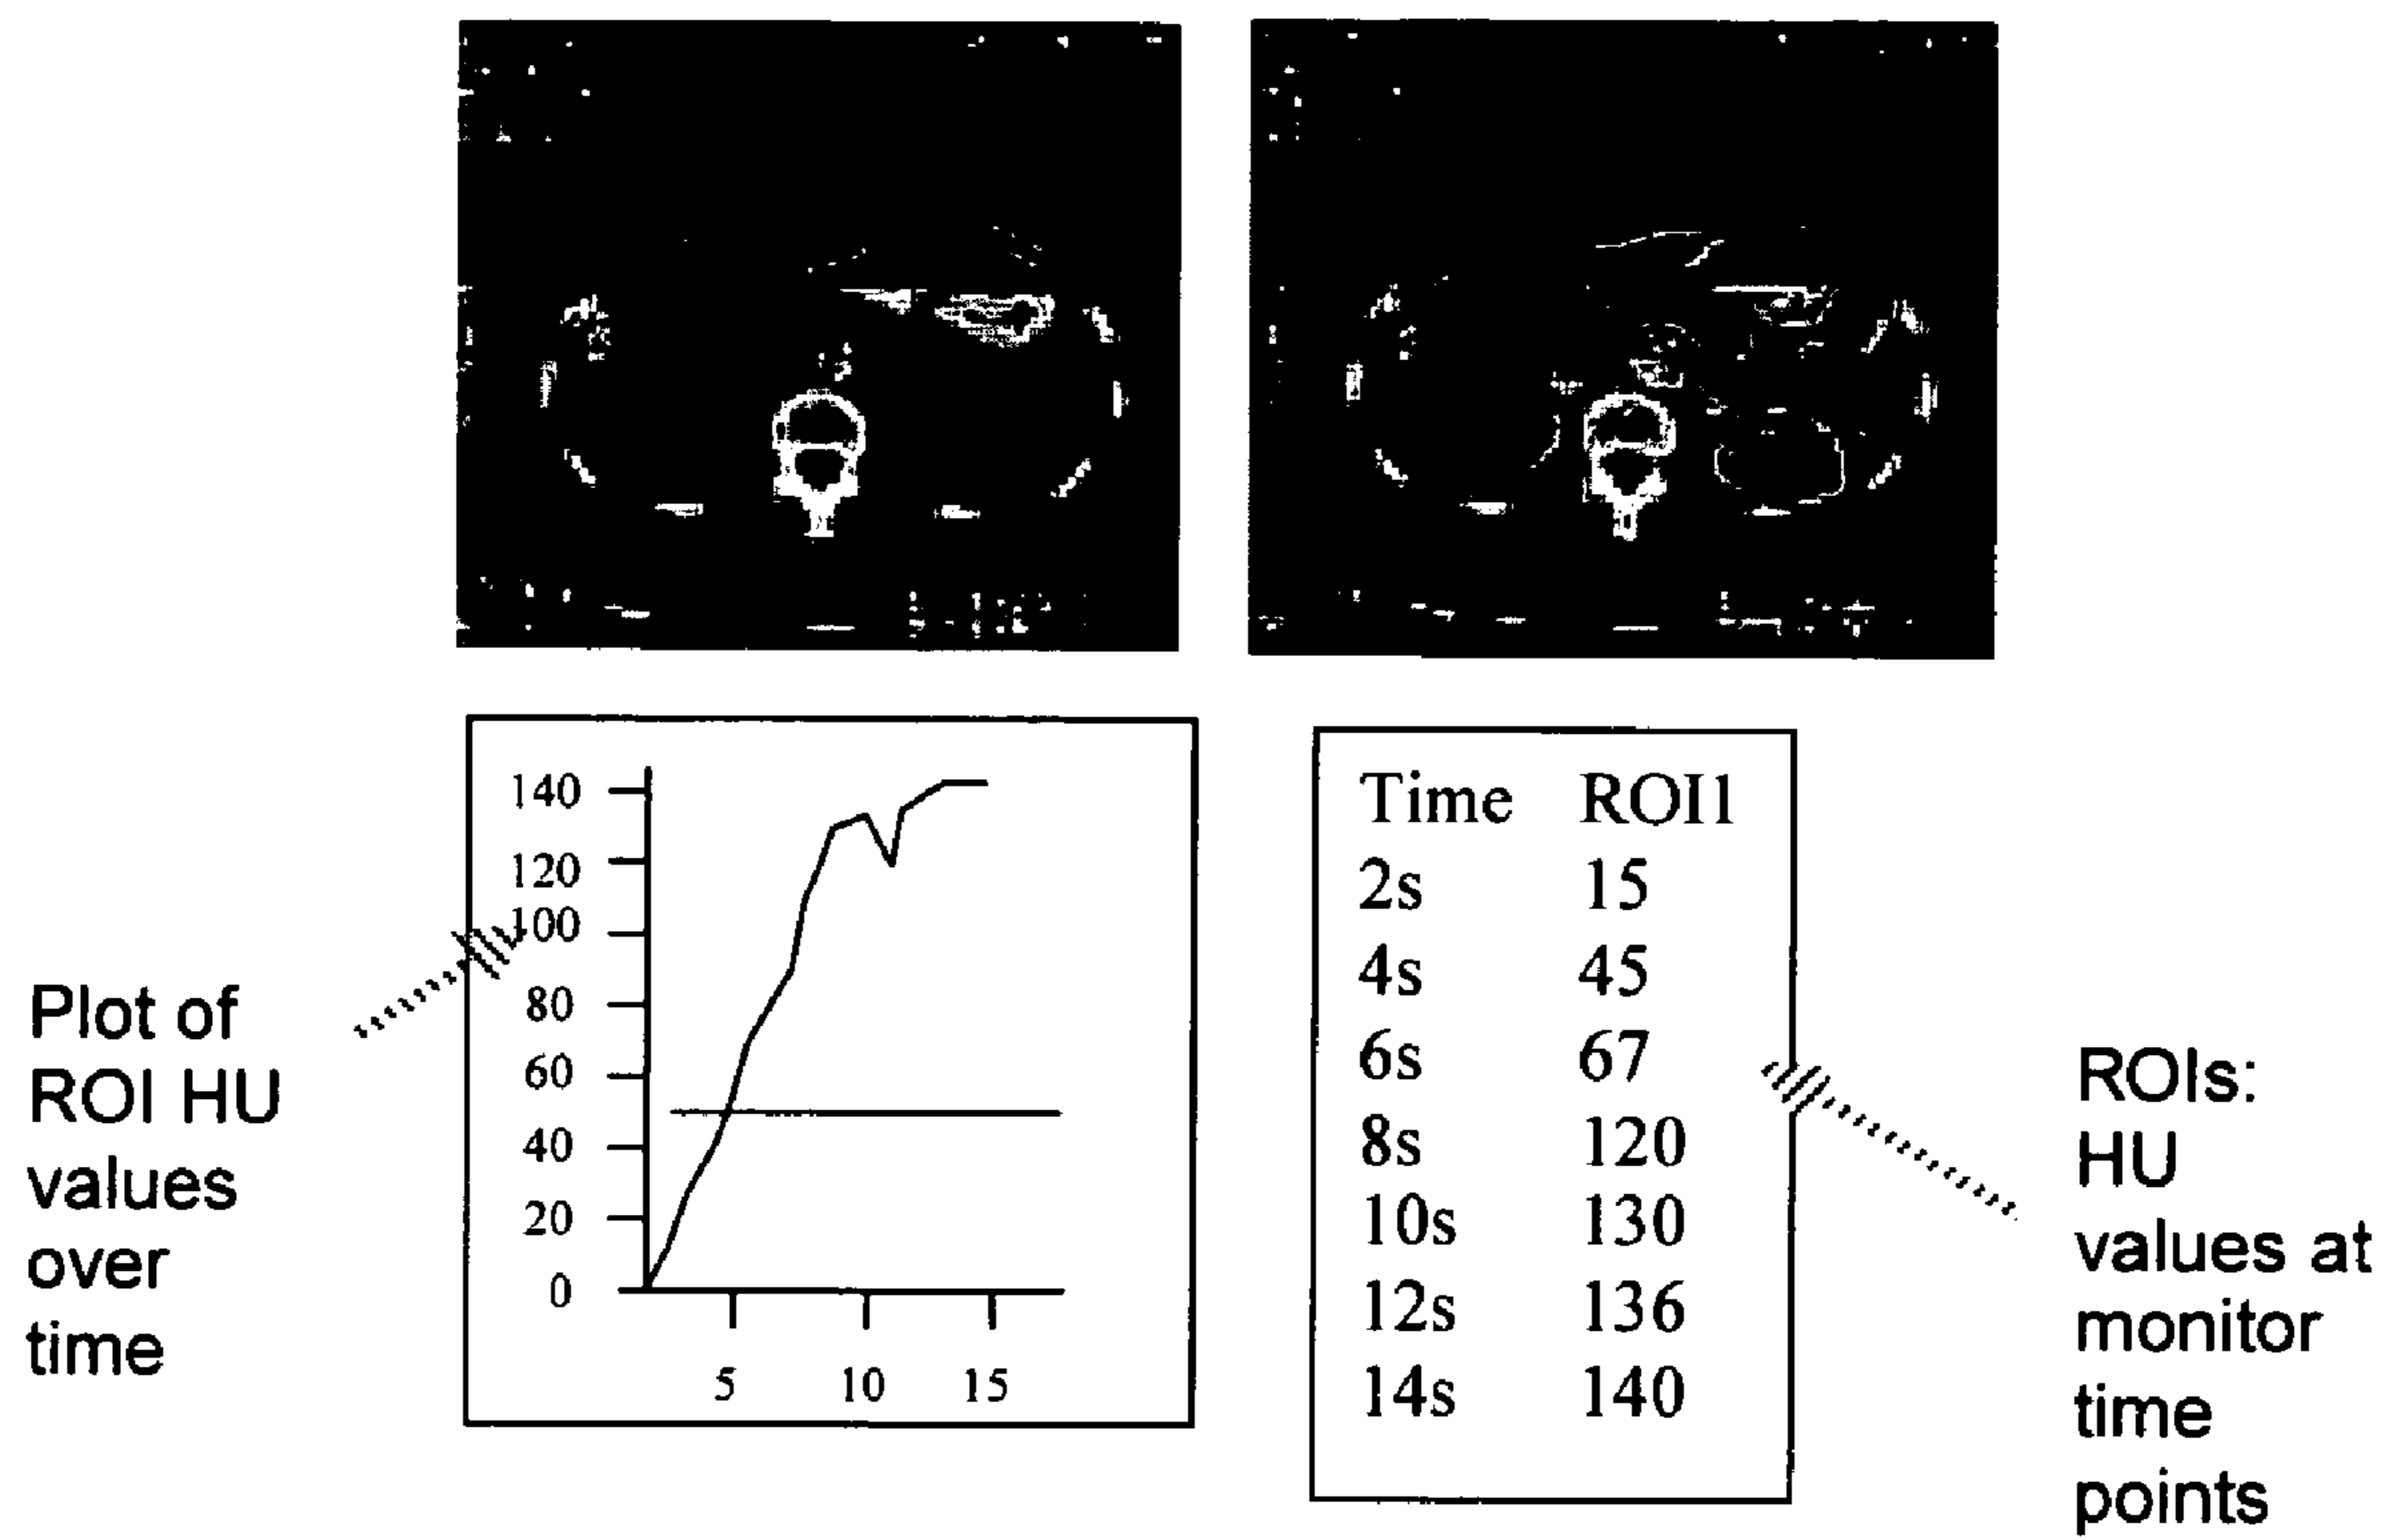 Plot of
ROI HU
values
over
time
140
120
100
80
60
40
20
0
5 10 15
Time ROI1
2s 15
4s 45
6s 67
8s 120
10s 130
12s 136
14s 140
ROIs:
HU
values at
monitor
time
points